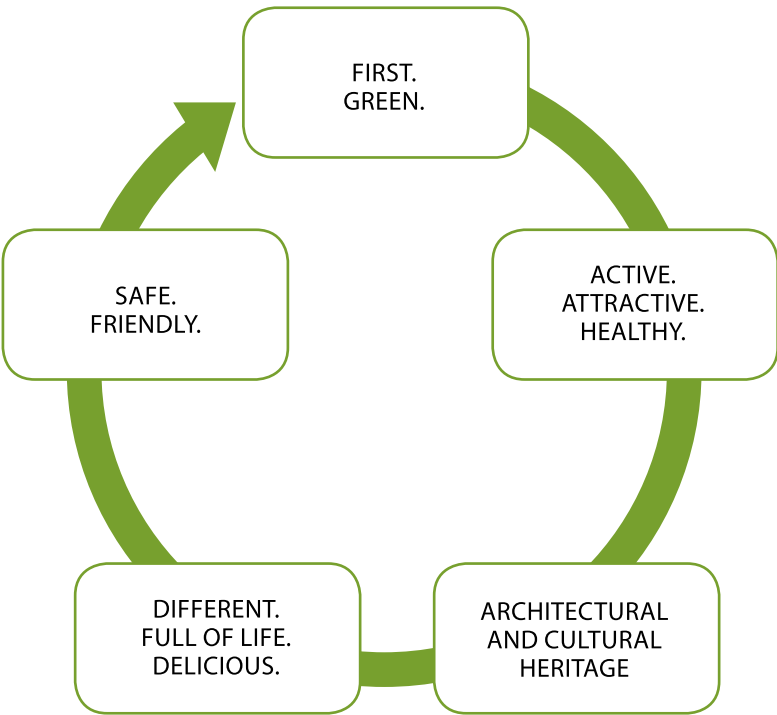 FIRST.
GREEN.
ACTIVE.
ATTRACTIVE.
HEALTHY.
ARCHITECTURAL
AND CULTURAL
HERITAGE
DIFFERENT.
FULL OF LIFE.
DELICIOUS.
SAFE.
FRIENDLY.